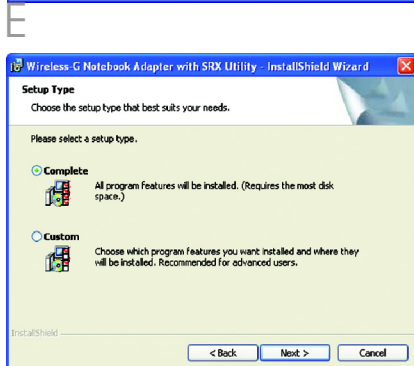 E
Wireless-G Notebook Adapter with SRX Utility - InstallShield Wizard
Setup Type
Choose the setup type that best suits your needs.
Please select a setup type.
Complete
All program features will be installed. (Requires the most disk
space.)
Custom
Choose which program features you want installed and where they
will be installed. Recommended for advanced users.
InstallShield
< Back Next > Cancel